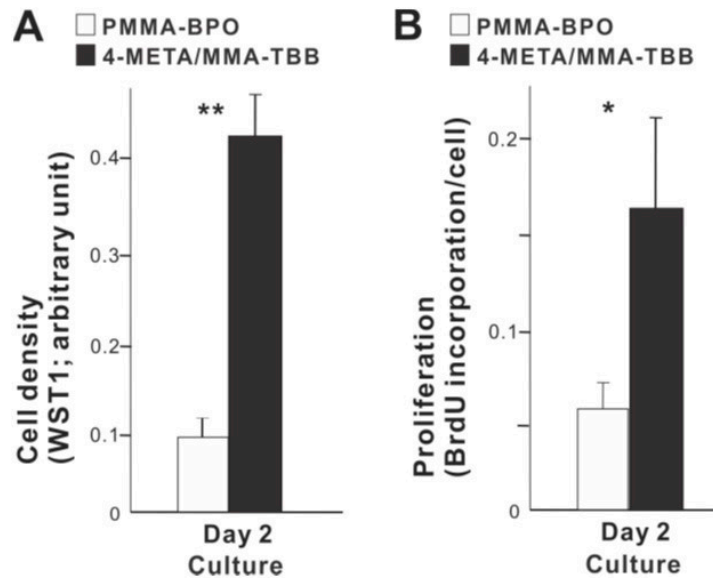 A
PMMA-BPO
4-META/MMA-TBB
**
Cell density
(WST1; arbitrary unit)
0.4
0.3
0.2
0.1
0
Day 2
Culture
B
PMMA-BPO
4-META/MMA-TBB
*
Proliferation
(BrdU incorporation/cell)
0.2
0.1
0
Day 2
Culture